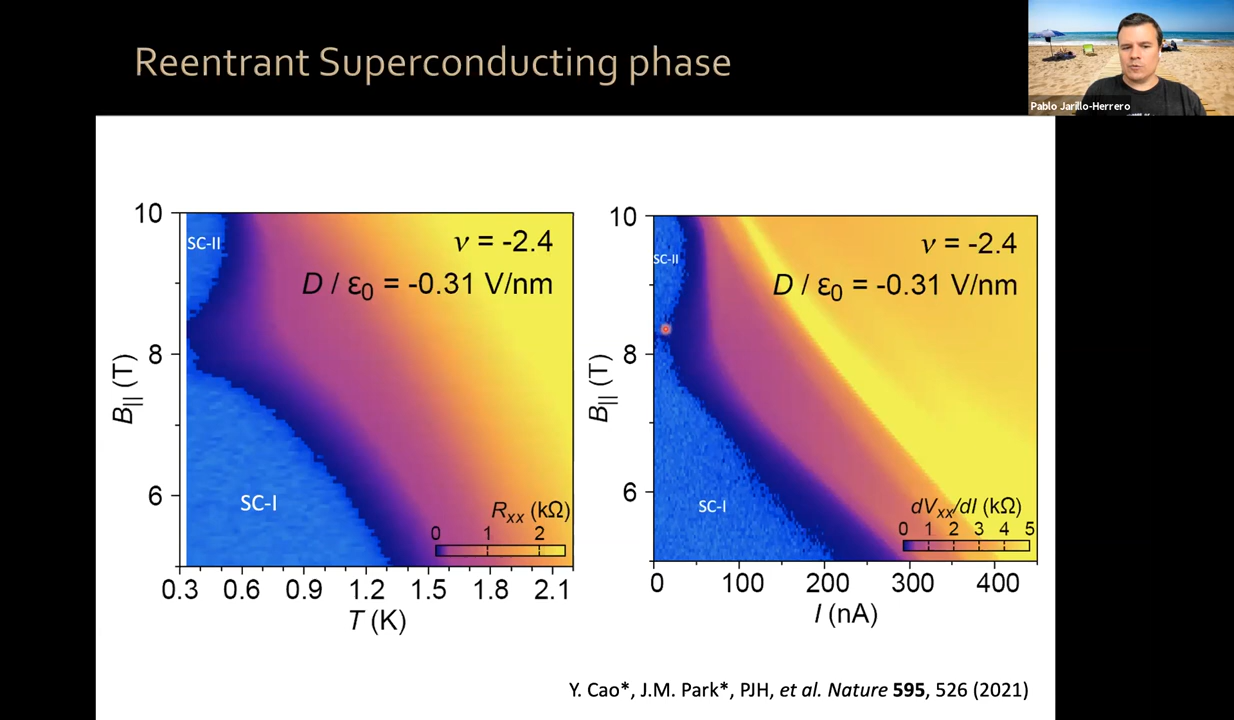 Reentrant Superconducting phase
Pablo Jarillo-Herrero
10
8
6
B|| (T)
SC-II
ν = -2.4
D / ε0 = -0.31 V/nm
SC-I
Rxx (kΩ)
0 1 2
0.3 0.6 0.9 1.2 1.5 1.8 2.1
T (K)
10
8
6
B|| (T)
SC-II
ν = -2.4
D / ε0 = -0.31 V/nm
SC-I
dVxx/dI (kΩ)
0 1 2 3 4 5
0 100 200 300 400
I (nA)
Y. Cao*, J.M. Park*, PJH, et al. Nature 595, 526 (2021)